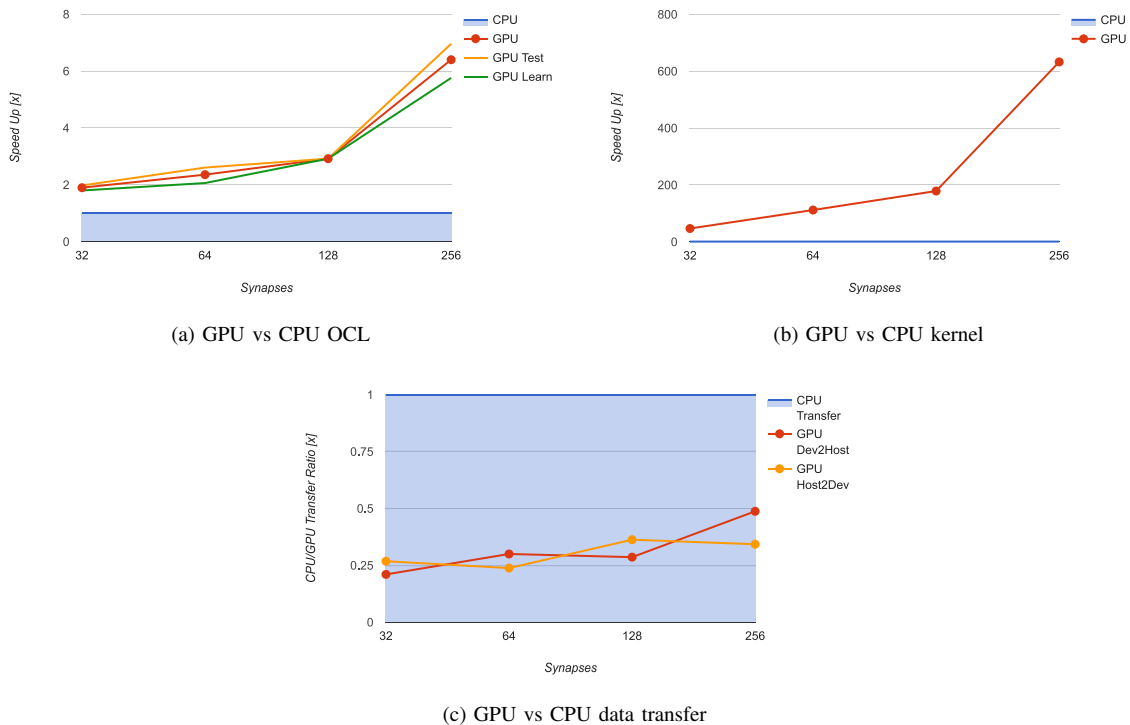 8
6
4
2
0
Speed Up [x]
32
64
128
256
Synapses
CPU
GPU
GPU Test
GPU Learn
(a) GPU vs CPU OCL
800
600
400
200
0
Speed Up [x]
32
64
128
256
Synapses
CPU
GPU
(b) GPU vs CPU kernel
1
0.75
0.5
0.25
0
CPU/GPU Transfer Ratio [x]
32
64
128
256
Synapses
CPU
Transfer
GPU
Dev2Host
GPU
Host2Dev
(c) GPU vs CPU data transfer